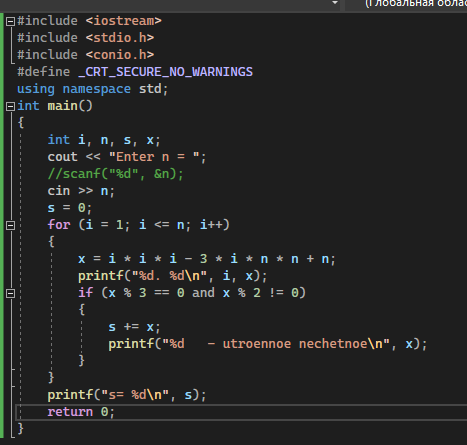 (Глобальная облас
#include <iostream>
#include <stdio.h>
#include <conio.h>
#define _CRT_SECURE_NO_WARNINGS
using namespace std;
int main()
{
    int i, n, s, x;
    cout << "Enter n = ";
    //scanf("%d", &n);
    cin >> n;
    s = 0;
    for (i = 1; i <= n; i++)
    {
        x = i * i * i - 3 * i * n * n + n;
        printf("%d. %d\n", i, x);
        if (x % 3 == 0 and x % 2 != 0)
        {
            s += x;
            printf("%d   - utroennoe nechetnoe\n", x);
        }
    }
    printf("s= %d\n", s);
    return 0;
}